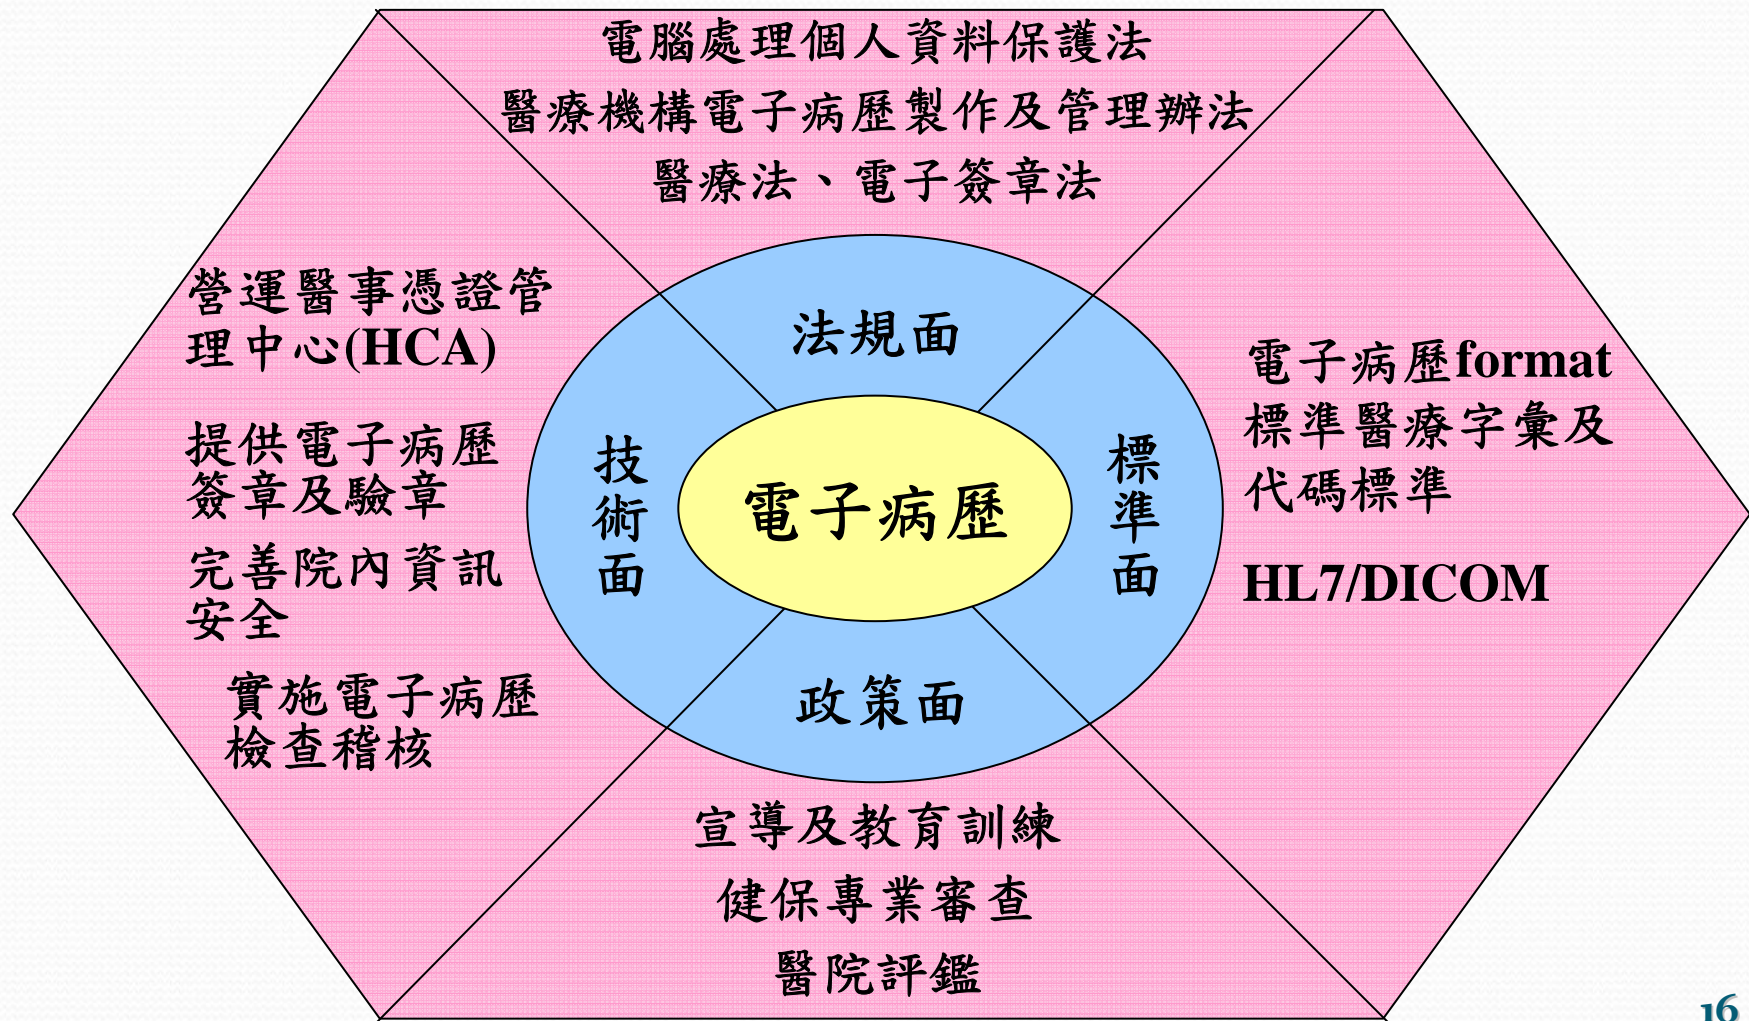 電腦處理個人資料保護法
醫療機構電子病歷製作及管理辦法
醫療法、電子簽章法
法規面
營運醫事憑證管
理中心(HCA)
提供電子病歷
簽章及驗章
完善院內資訊
安全
實施電子病歷
檢查稽核
技術面
電子病歷
標準面
電子病歷format
標準醫療字彙及
代碼標準
HL7/DICOM
政策面
宣導及教育訓練
健保專業審查
醫院評鑑
16